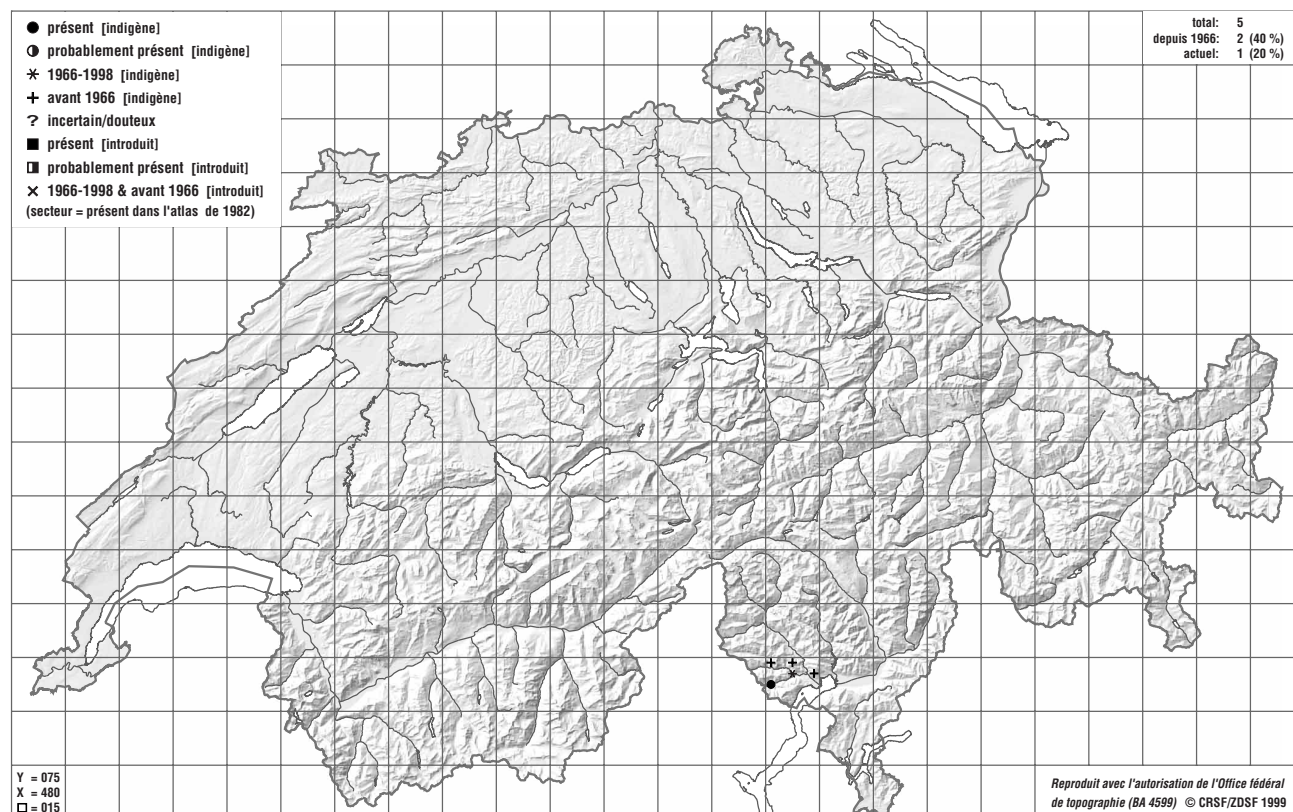 ● présent [indigène]
◑ probablement présent [indigène]
✳ 1966-1998 [indigène]
+ avant 1966 [indigène]
? incertain/douteux
■ présent [introduit]
◨ probablement présent [introduit]
× 1966-1998 & avant 1966 [introduit]
(secteur = présent dans l'atlas de 1982)
total: 5
depuis 1966: 2 (40 %)
actuel: 1 (20 %)
Y = 075
X = 480
□ = 015
Reproduit avec l'autorisation de l'Office fédéral
de topographie (BA 4599) © CRSF/ZDSF 1999